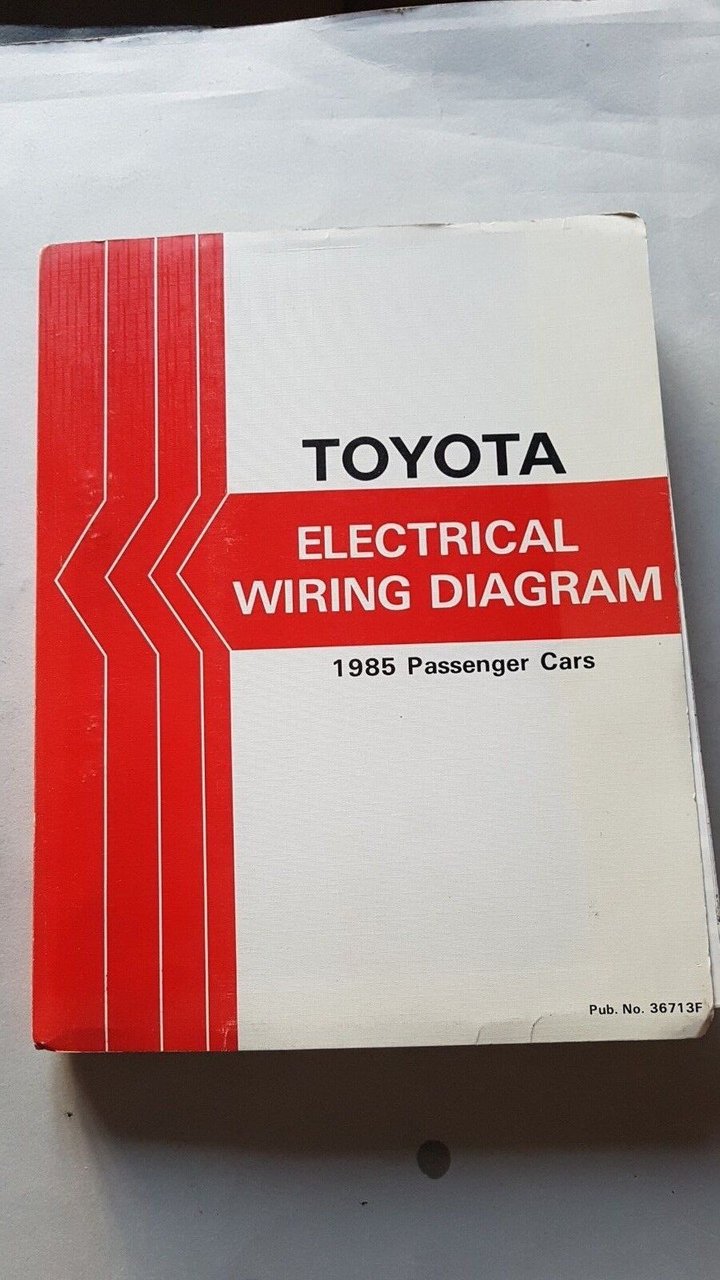 TOYOTA
ELECTRICAL
WIRING DIAGRAM
1985 Passenger Cars
Pub. No. 36713F